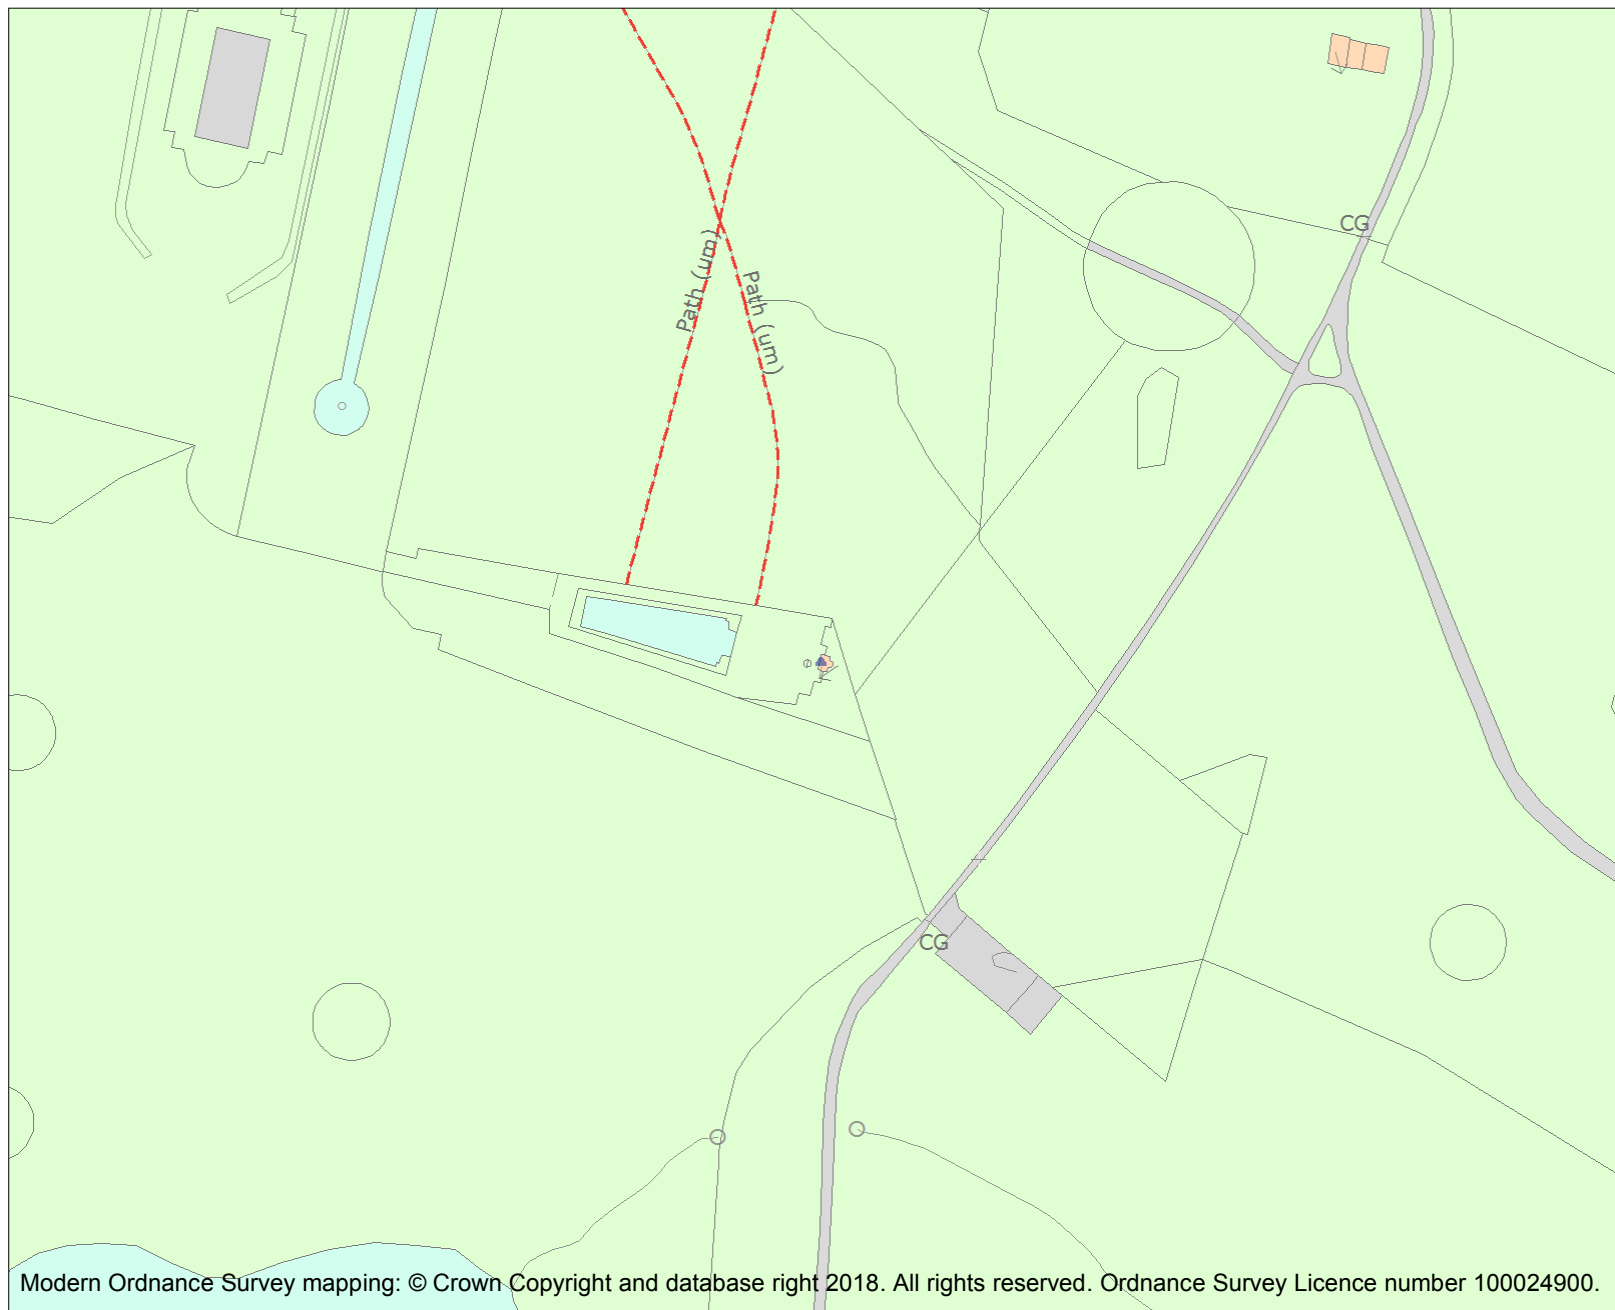 CG
Path (um)
Path (um)
CG
Modern Ordnance Survey mapping: © Crown Copyright and database right 2018. All rights reserved. Ordnance Survey Licence number 100024900.